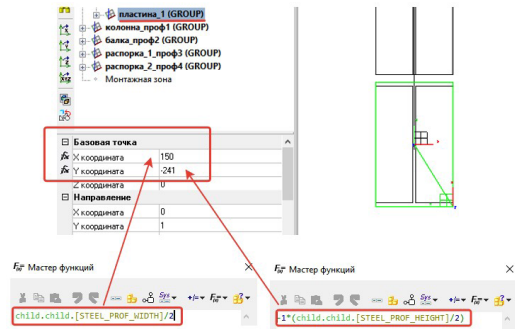 пластина_1 (GROUP)
колонна_проф1 (GROUP)
балка_проф2 (GROUP)
распорка_1_проф3 (GROUP)
распорка_2_проф4 (GROUP)
Монтажная зона
Базовая точка
X координата 150
Y координата -241
Z координата 0
Направление
X координата 0
Y координата 1
Мастер функций
child.child.[STEEL_PROF_WIDTH]/2
Мастер функций
-1*(child.child.[STEEL_PROF_HEIGHT]/2)